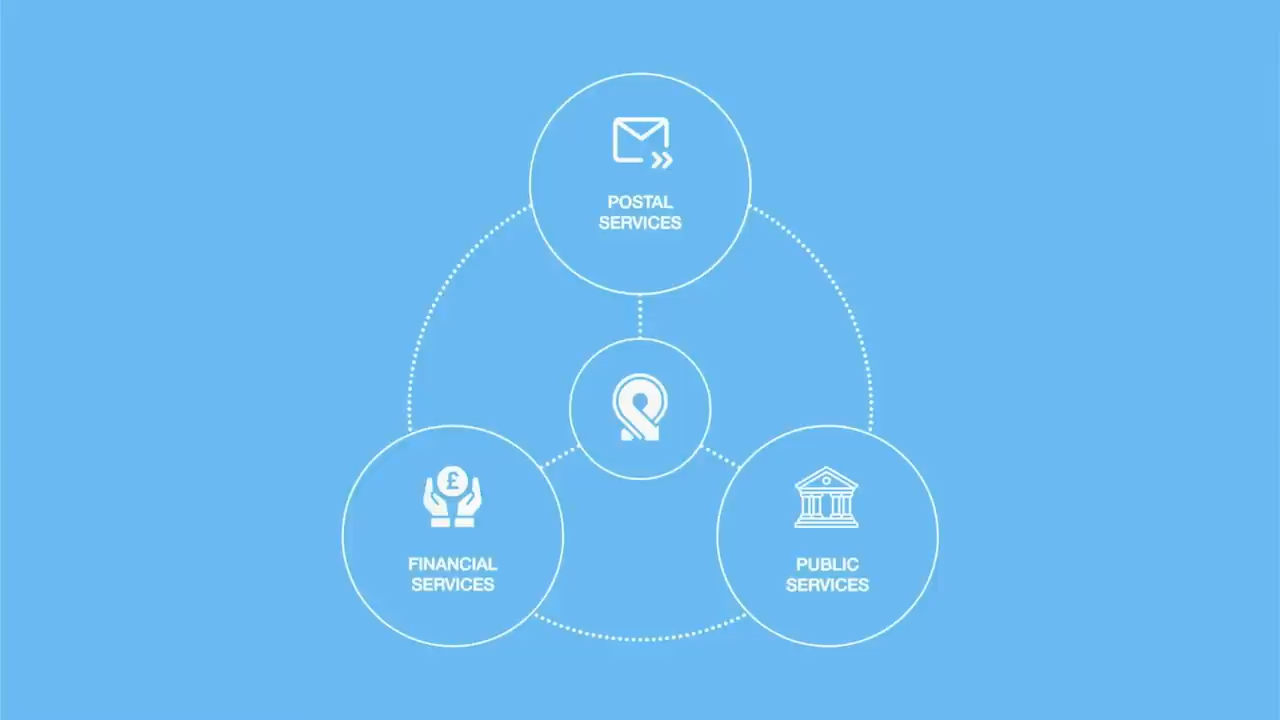 POSTAL
SERVICES
£
FINANCIAL
SERVICES
PUBLIC
SERVICES